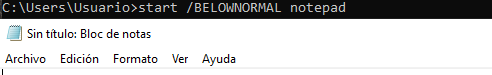 C:\Users\Usuario>start /BELOWNORMAL notepad
Sin título: Bloc de notas
Archivo Edición Formato Ver Ayuda